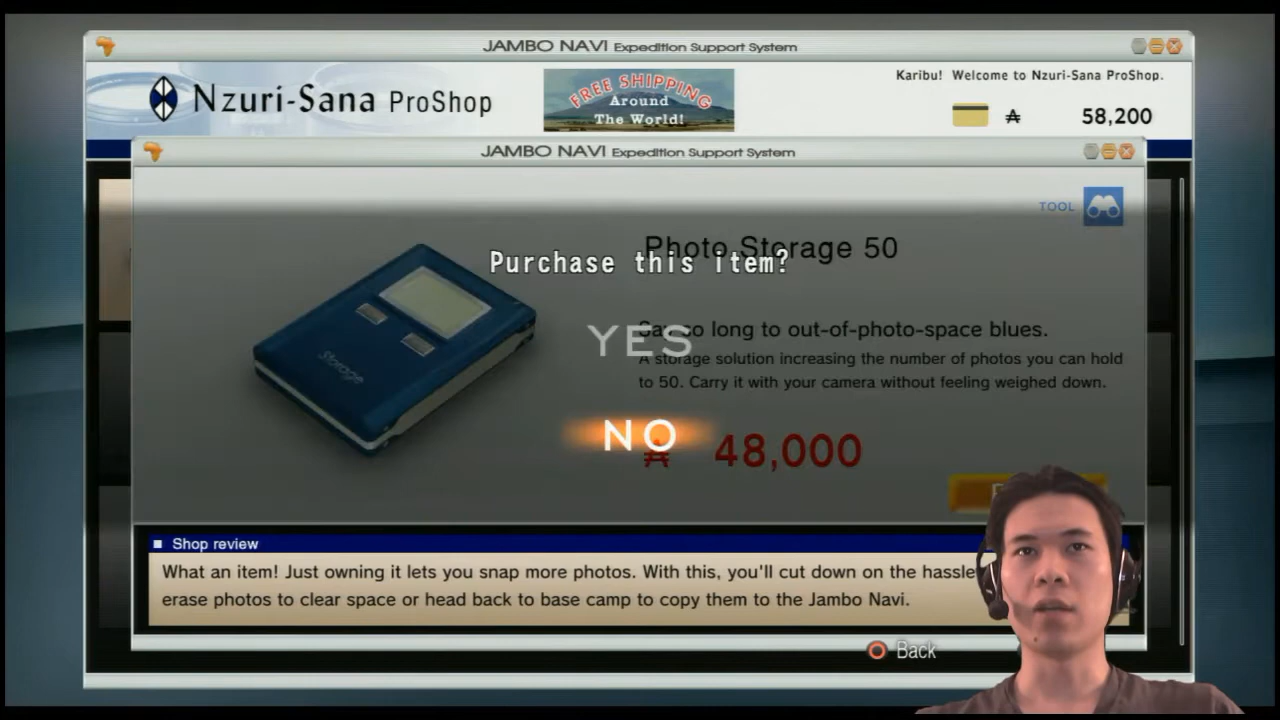 JAMBO NAVI Expedition Support System
Nzuri-Sana ProShop
FREE SHIPPING
Around
The World!
Karibu! Welcome to Nzuri-Sana ProShop.
58,200
JAMBO NAVI Expedition Support System
TOOL
Photo Storage 50
Purchase this item?
Say so long to out-of-photo-space blues.
YES
A storage solution increasing the number of photos you can hold
to 50. Carry it with your camera without feeling weighed down.
Storage
NO
48,000
Shop review
What an item! Just owning it lets you snap more photos. With this, you'll cut down on the hassle
erase photos to clear space or head back to base camp to copy them to the Jambo Navi.
Back